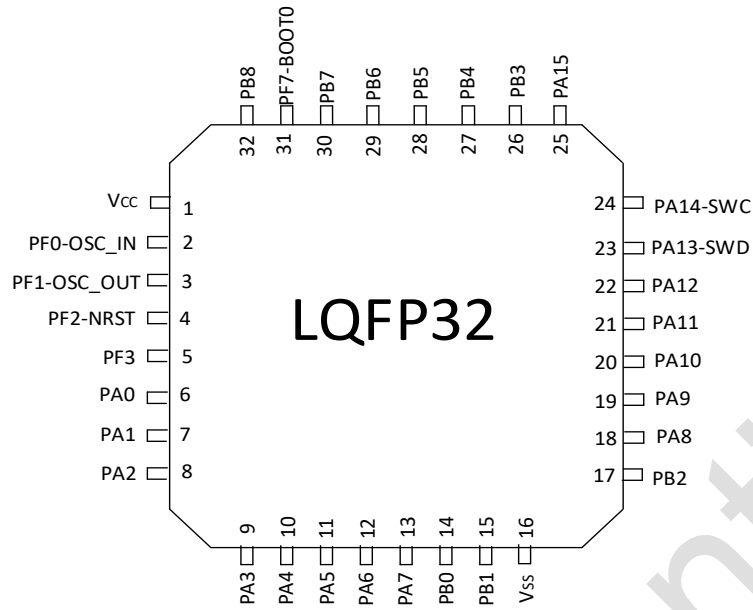 PB8
PF7-BOOT0
PB7
PB6
PB5
PB4
PB3
PA15
32
31
30
29
28
27
26
25
Vcc 1
PF0-OSC_IN 2
PF1-OSC_OUT 3
PF2-NRST 4
PF3 5
PA0 6
PA1 7
PA2 8
LQFP32
24 PA14-SWC
23 PA13-SWD
22 PA12
21 PA11
20 PA10
19 PA9
18 PA8
17 PB2
9
10
11
12
13
14
15
16
PA3
PA4
PA5
PA6
PA7
PB0
PB1
Vss